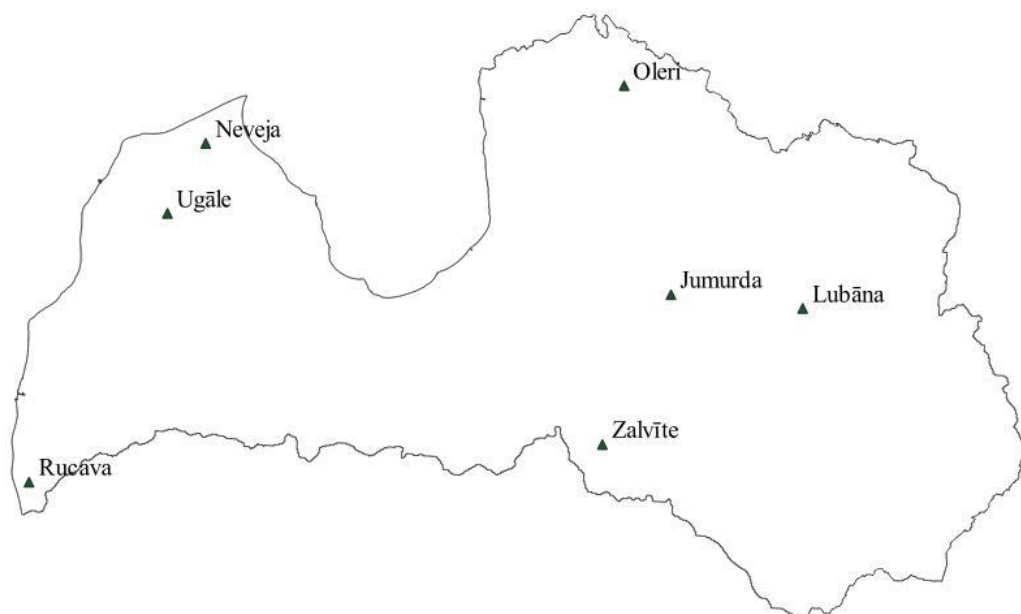 Oleri
Neveja
Ugāle
Jumurda
Lubāna
Zalvīte
Rucava